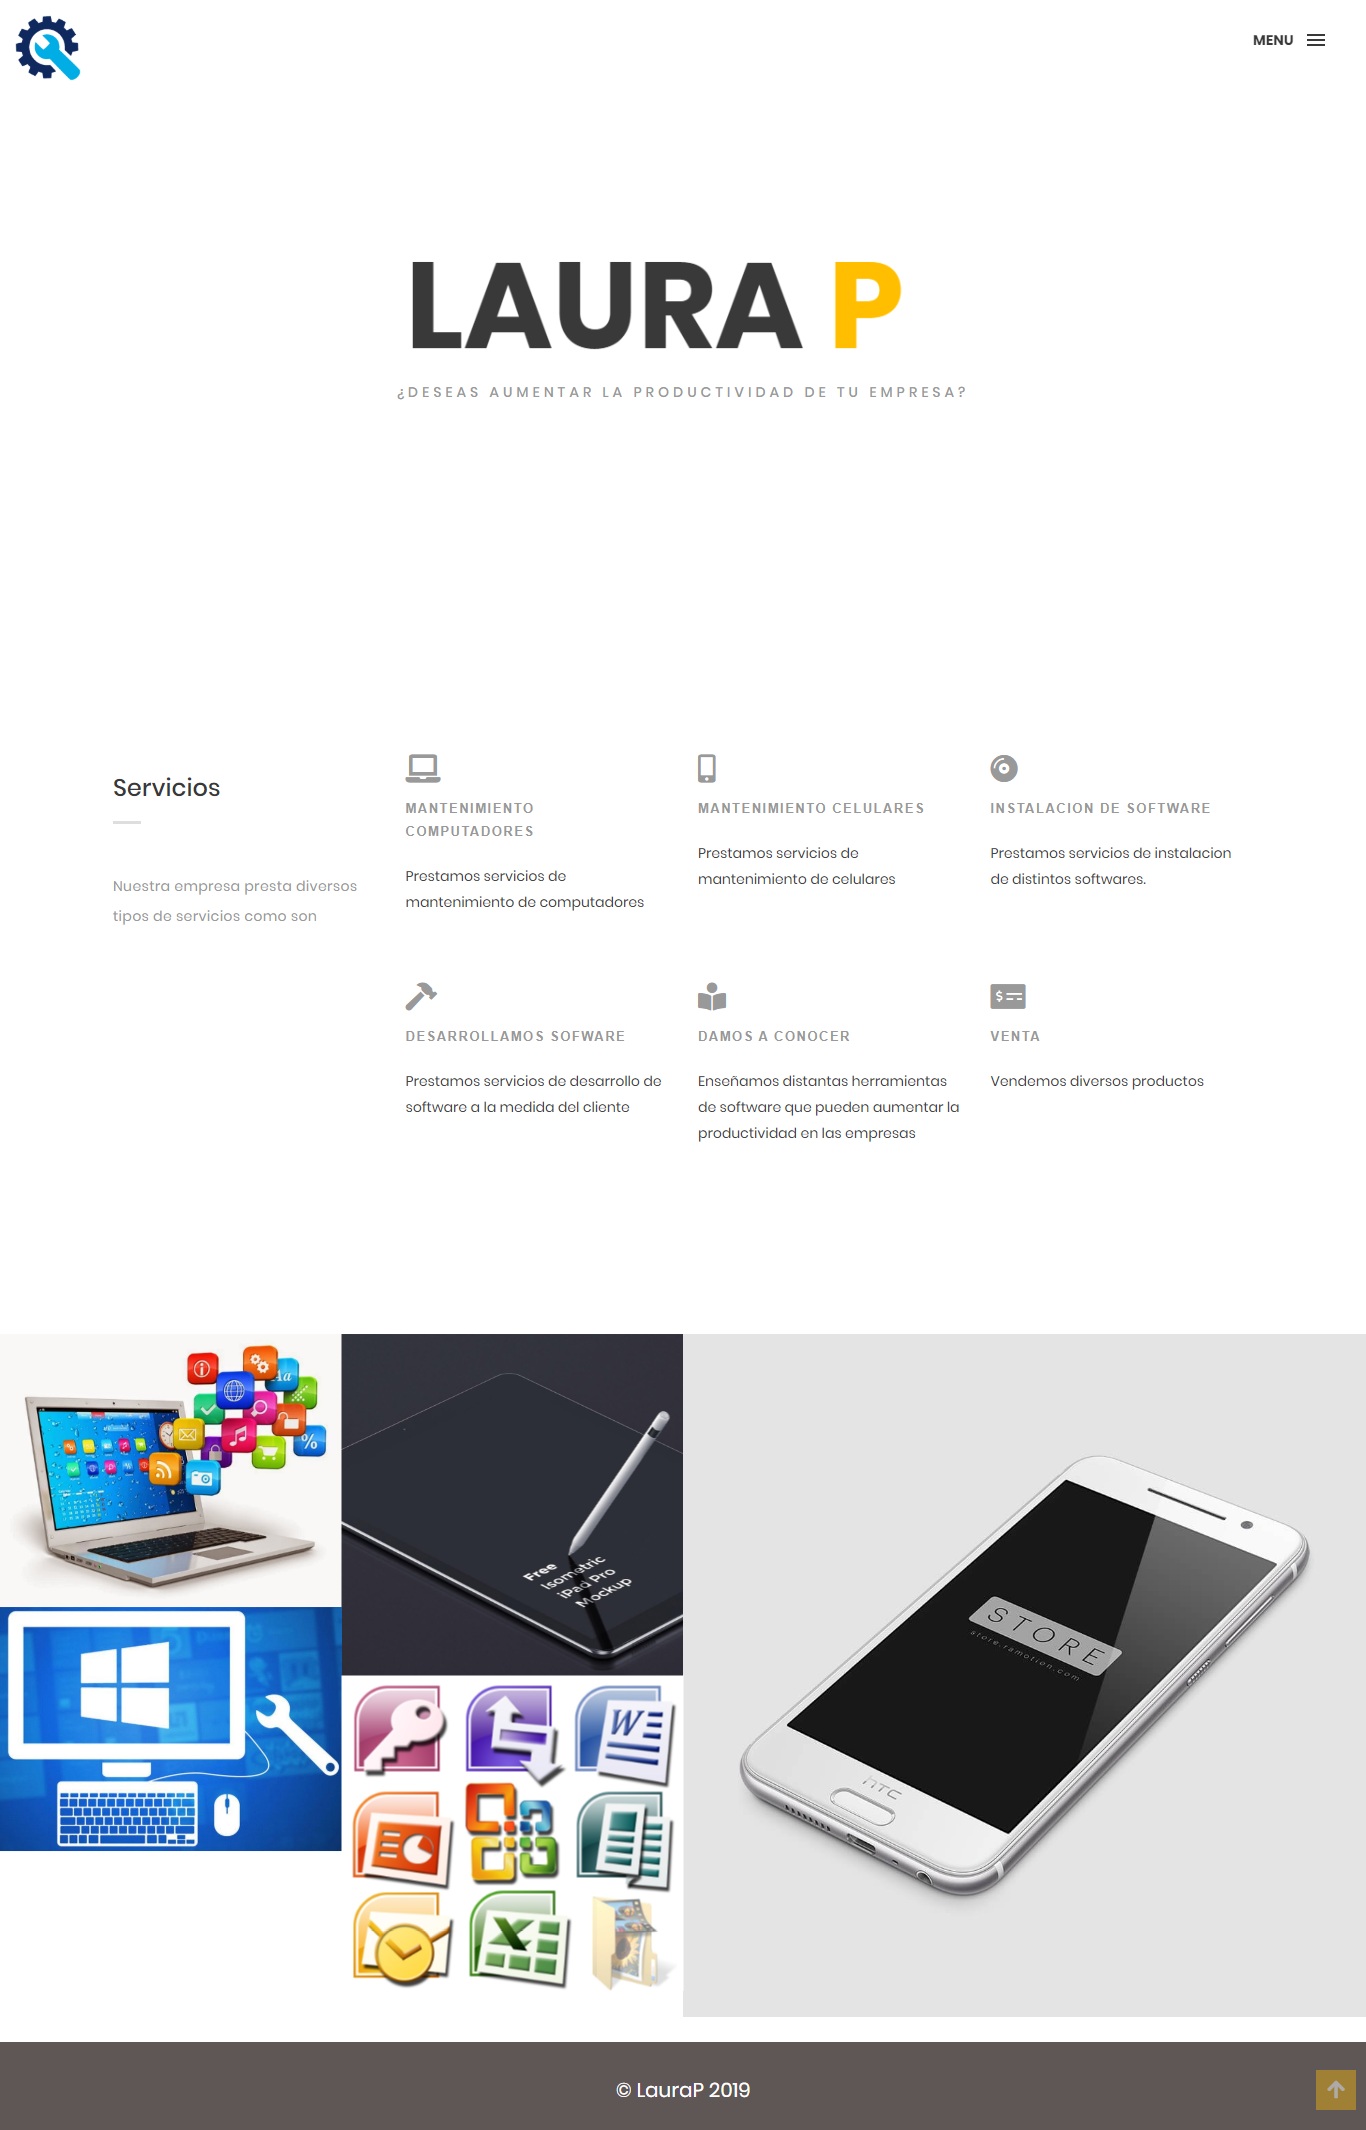 MENU
LAURA P
¿DESEAS AUMENTAR LA PRODUCTIVIDAD DE TU EMPRESA?
Servicios
Nuestra empresa presta diversos
tipos de servicios como son
MANTENIMIENTO
COMPUTADORES
Prestamos servicios de
mantenimiento de computadores
MANTENIMIENTO CELULARES
Prestamos servicios de
mantenimiento de celulares
INSTALACION DE SOFTWARE
Prestamos servicios de instalacion
de distintos softwares.
DESARROLLAMOS SOFWARE
Prestamos servicios de desarrollo de
software a la medida del cliente
DAMOS A CONOCER
Enseñamos distantas herramientas
de software que pueden aumentar la
productividad en las empresas
VENTA
Vendemos diversos productos
Aa
%
Free
Isometric
iPad Pro
Mockup
W
X
STORE
store.ramotion.com
HTC
© LauraP 2019